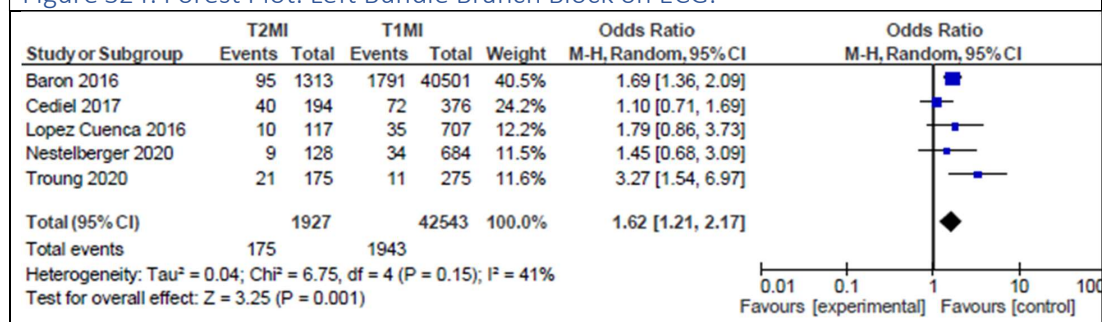 Figure S24. Forest Plot: Left Bundle Branch Block on ECG.
T2MI T1MI Odds Ratio Odds Ratio
Study or Subgroup Events Total Events Total Weight M-H, Random, 95% CI M-H, Random, 95% CI
Baron 2016 95 1313 1791 40501 40.5% 1.69 [1.36, 2.09]
Cediel 2017 40 194 72 376 24.2% 1.10 [0.71, 1.69]
Lopez Cuenca 2016 10 117 35 707 12.2% 1.79 [0.86, 3.73]
Nestelberger 2020 9 128 34 684 11.5% 1.45 [0.68, 3.09]
Troung 2020 21 175 11 275 11.6% 3.27 [1.54, 6.97]
Total (95% CI) 1927 42543 100.0% 1.62 [1.21, 2.17]
Total events 175 1943
Heterogeneity: Tau² = 0.04; Chi² = 6.75, df = 4 (P = 0.15); I² = 41%
Test for overall effect: Z = 3.25 (P = 0.001)
0.01 0.1 1 10 100
Favours [experimental] Favours [control]